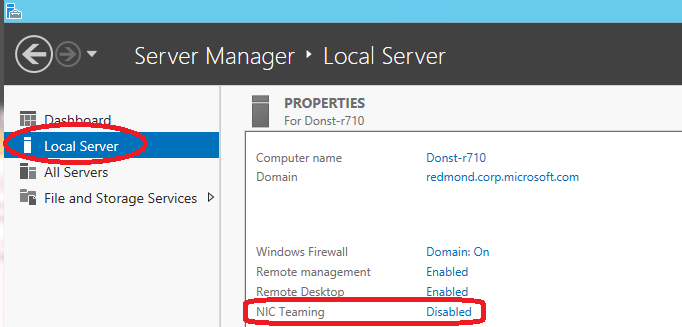 Server Manager ‣ Local Server
Dashboard
Local Server
All Servers
File and Storage Services
PROPERTIES
For Donst-r710
Computer name Donst-r710
Domain redmond.corp.microsoft.com
Windows Firewall Domain: On
Remote management Enabled
Remote Desktop Enabled
NIC Teaming Disabled